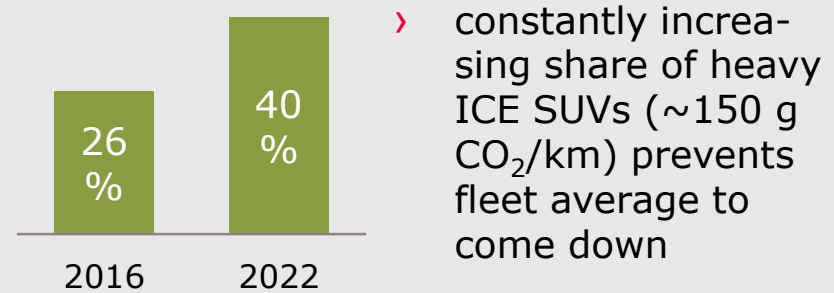 26
%
40
%
2016
2022
› constantly increa-
sing share of heavy
ICE SUVs (~150 g
CO₂/km) prevents
fleet average to
come down